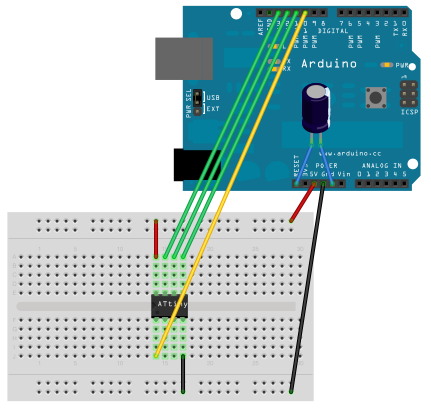 AREF
GND
13
12
11
10
9
8
7
6
5
4
3
2
1
0
PWM
PWM
PWM
PWM
PWM
PWM
TX
RX
DIGITAL
L
TX
RX
Arduino
PWM
USB
EXT
PWR SEL
ICSP
www.arduino.cc
RESET
POWER
ANALOG IN
5V
Gnd
Vin
0 1 2 3 4 5
ATtiny